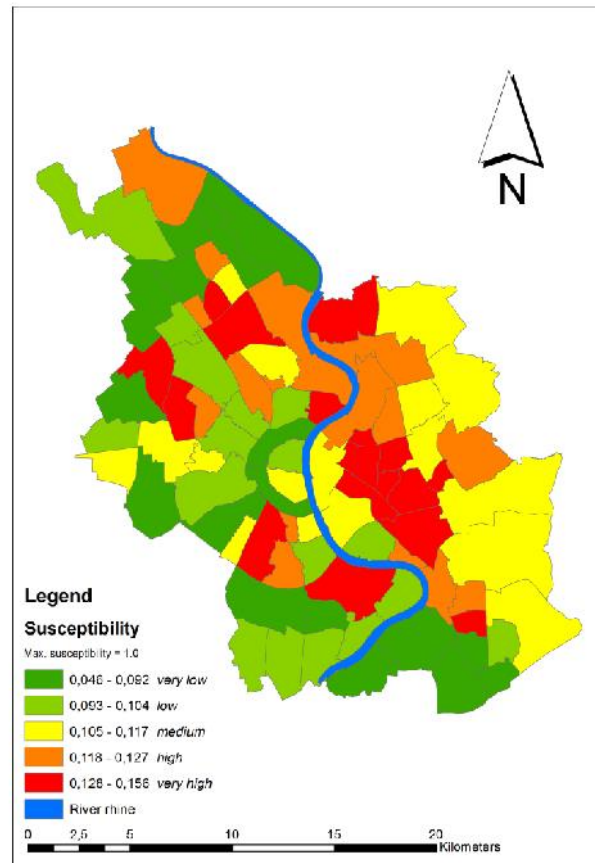 N
Legend
Susceptibility
Max. susceptibility = 1.0
0,046 - 0,092 very low
0,093 - 0,104 low
0,105 - 0,117 medium
0,118 - 0,127 high
0,128 - 0,156 very high
River rhine
0 2,5 5 10 15 20
Kilometers